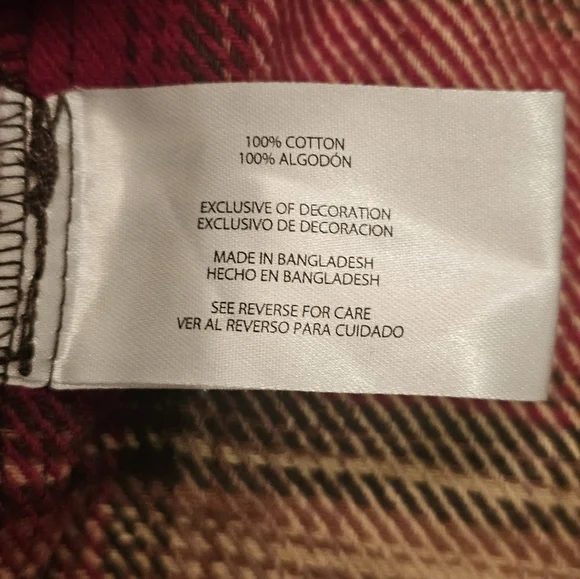 100% COTTON
100% ALGODÓN
EXCLUSIVE OF DECORATION
EXCLUSIVO DE DECORACION
MADE IN BANGLADESH
HECHO EN BANGLADESH
SEE REVERSE FOR CARE
VER AL REVERSO PARA CUIDADO